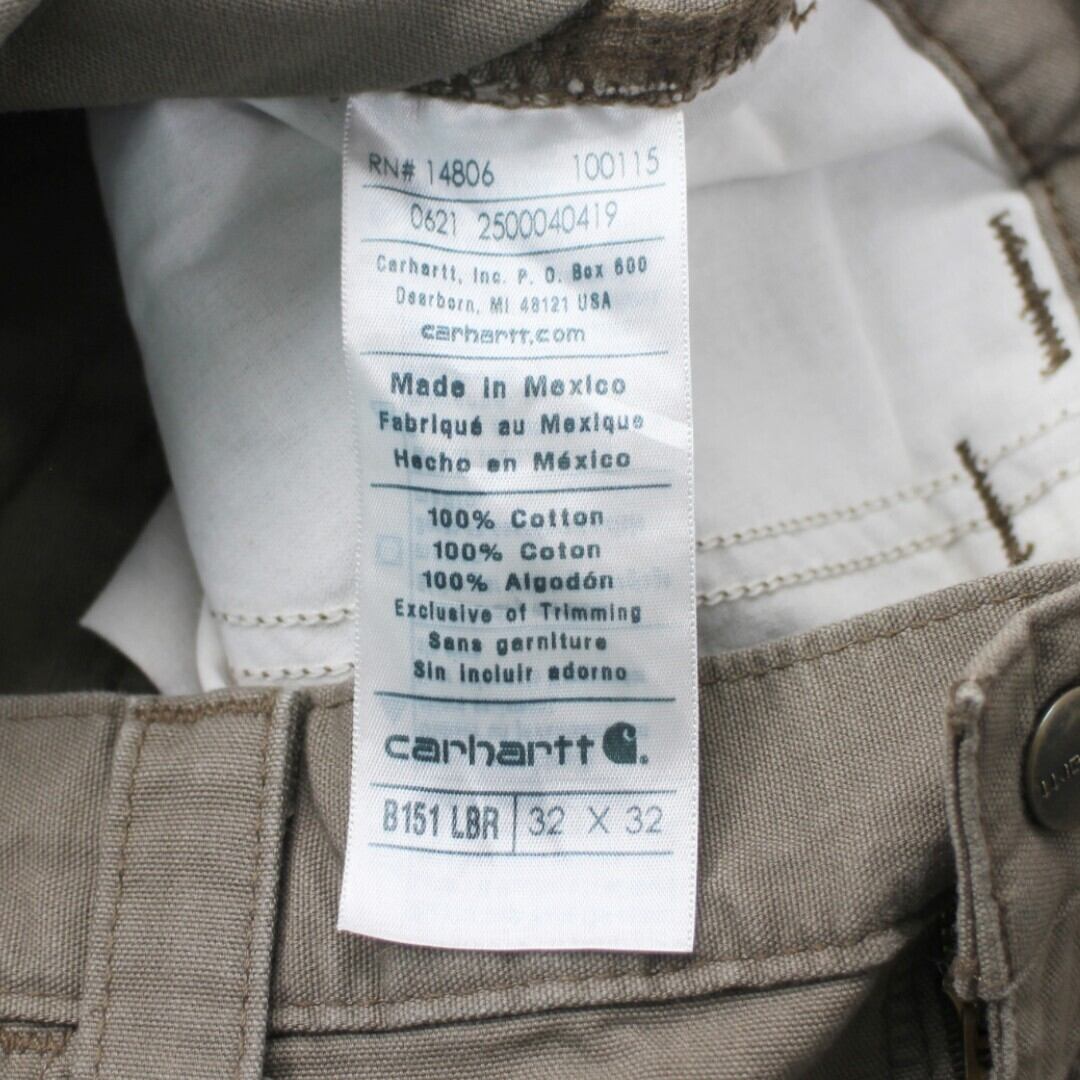 RN# 14806 100115
0621 2500040419
Carhartt, Inc. P. O. Box 600
Dearborn, MI 48121 USA
carhartt.com
Made in Mexico
Fabriqué au Mexique
Hecho en México
100% Cotton
100% Coton
100% Algodón
Exclusive of Trimming
Sans garniture
Sin incluir adorno
carhartt
B151 LBR 32 X 32